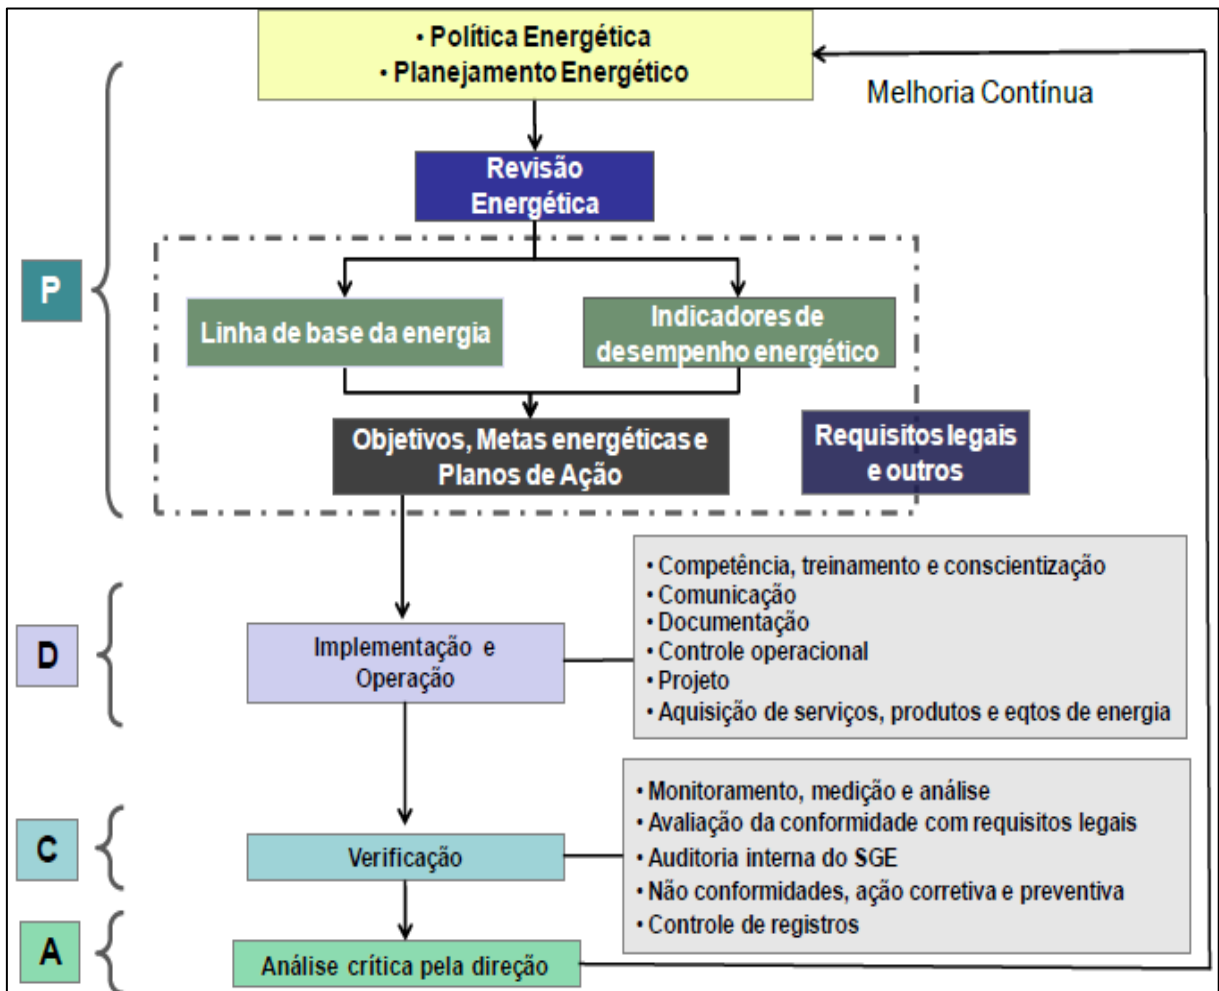 • Política Energética
• Planejamento Energético
Melhoria Contínua
Revisão
Energética
P
Linha de base da energia
Indicadores de
desempenho energético
Objetivos, Metas energéticas e
Planos de Ação
Requisitos legais
e outros
D
Implementação e
Operação
• Competência, treinamento e conscientização
• Comunicação
• Documentação
• Controle operacional
• Projeto
• Aquisição de serviços, produtos e eqtos de energia
C
Verificação
• Monitoramento, medição e análise
• Avaliação da conformidade com requisitos legais
• Auditoria interna do SGE
• Não conformidades, ação corretiva e preventiva
• Controle de registros
A
Análise crítica pela direção